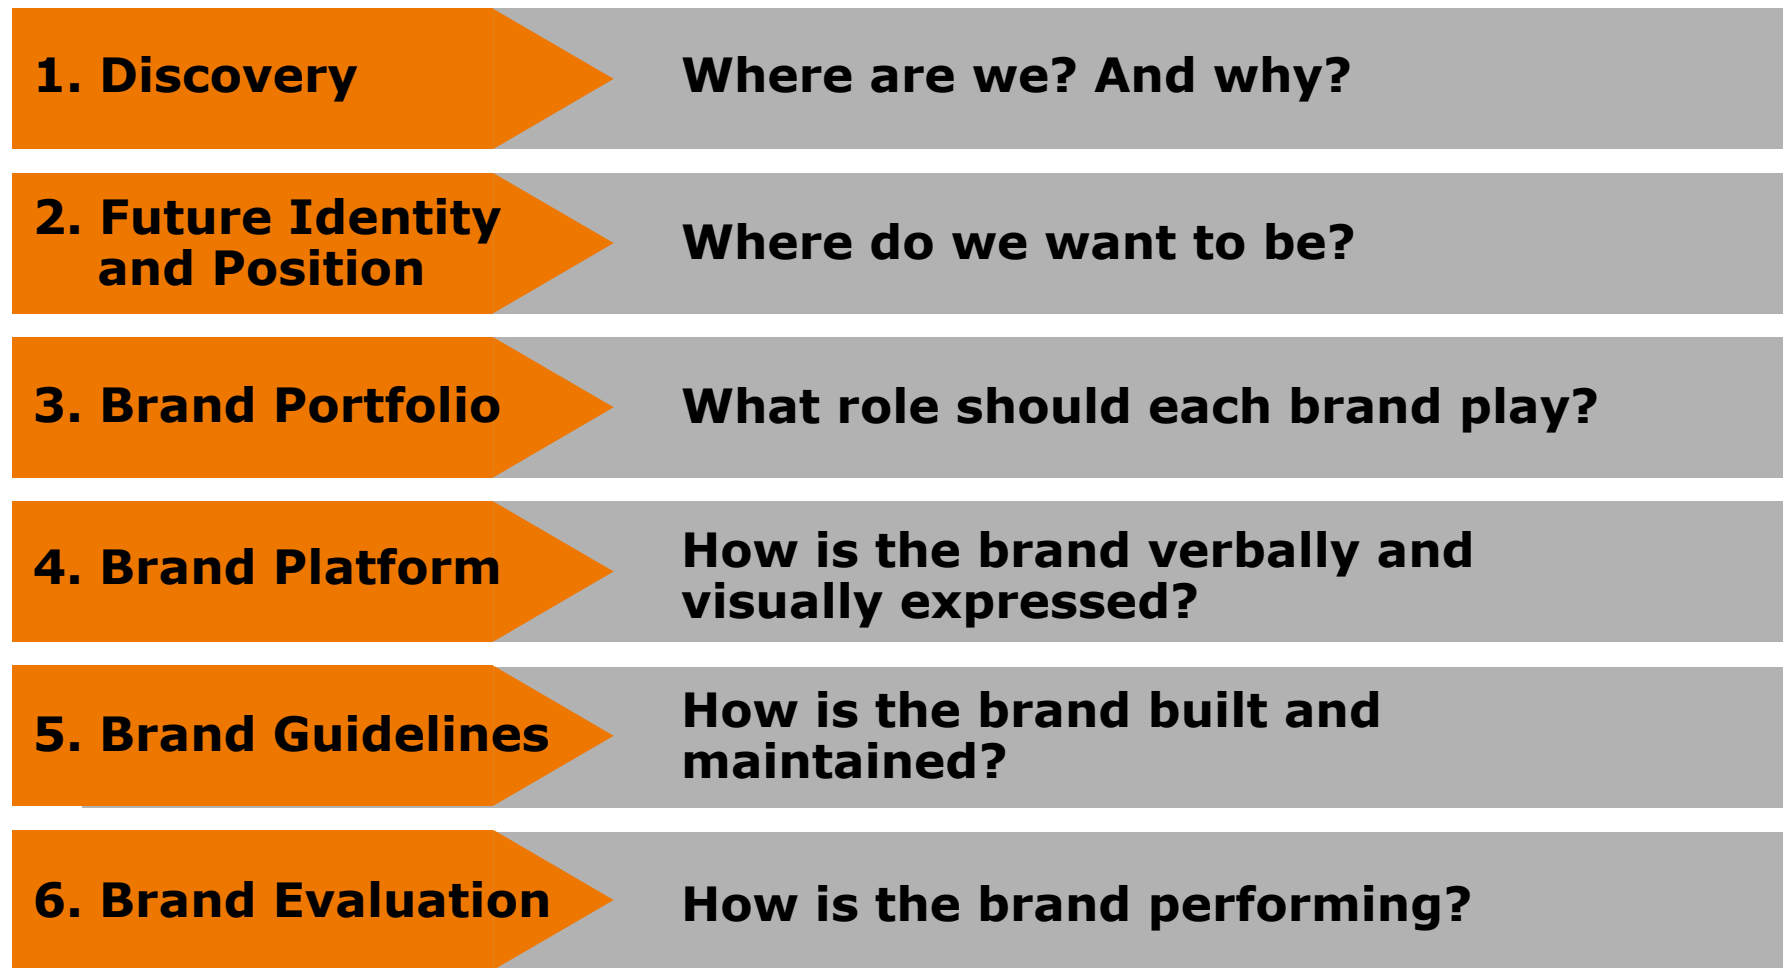 1. Discovery
Where are we? And why?
2. Future Identity
and Position
Where do we want to be?
3. Brand Portfolio
What role should each brand play?
4. Brand Platform
How is the brand verbally and
visually expressed?
5. Brand Guidelines
How is the brand built and
maintained?
6. Brand Evaluation
How is the brand performing?